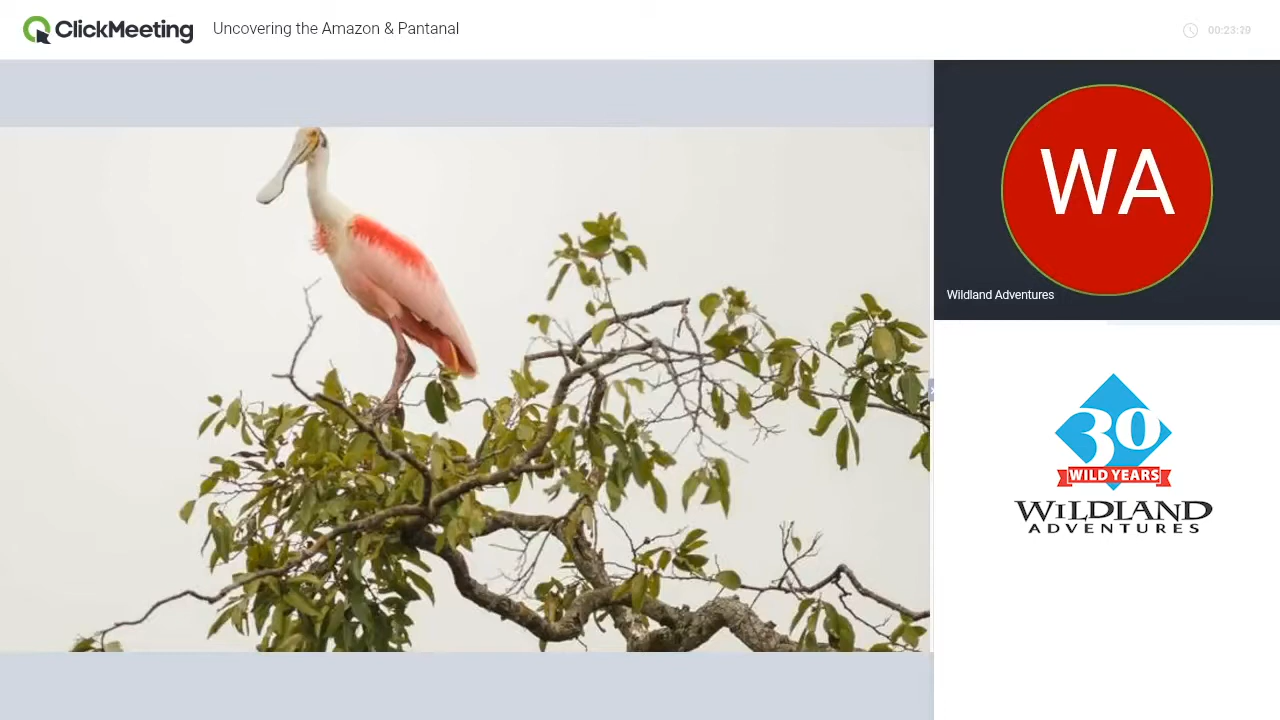 ClickMeeting
Uncovering the Amazon & Pantanal
WA
Wildland Adventures
30
WILD YEARS
WILDLAND
ADVENTURES